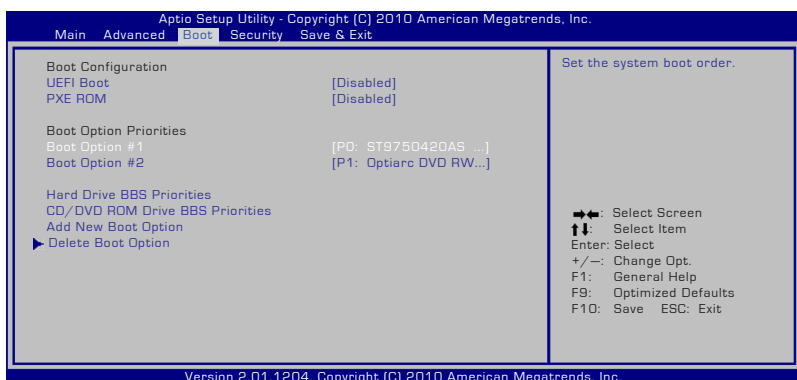 Aptio Setup Utility - Copyright (C) 2010 American Megatrends, Inc.
Main Advanced Boot Security Save & Exit
Boot Configuration
UEFI Boot [Disabled]
PXE ROM [Disabled]
Boot Option Priorities
Boot Option #1 [P0: ST9750420AS ...]
Boot Option #2 [P1: Optiarc DVD RW...]
Hard Drive BBS Priorities
CD/DVD ROM Drive BBS Priorities
Add New Boot Option
Delete Boot Option
Set the system boot order.
→←: Select Screen
↑↓: Select Item
Enter: Select
+/—: Change Opt.
F1: General Help
F9: Optimized Defaults
F10: Save ESC: Exit
Version 2.01.1204. Copyright (C) 2010 American Megatrends, Inc.